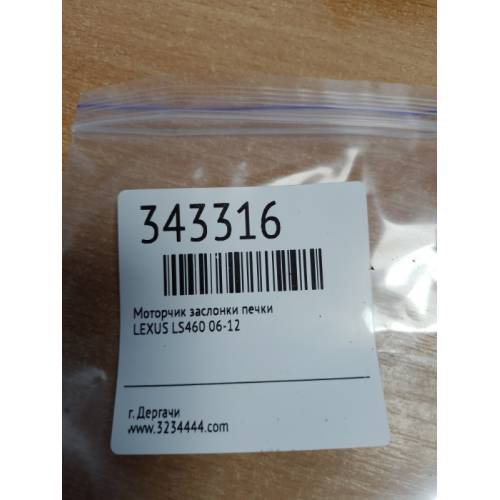 343316
Моторчик заслонки печки
LEXUS LS460 06-12
г. Дергачи
www.3234444.com